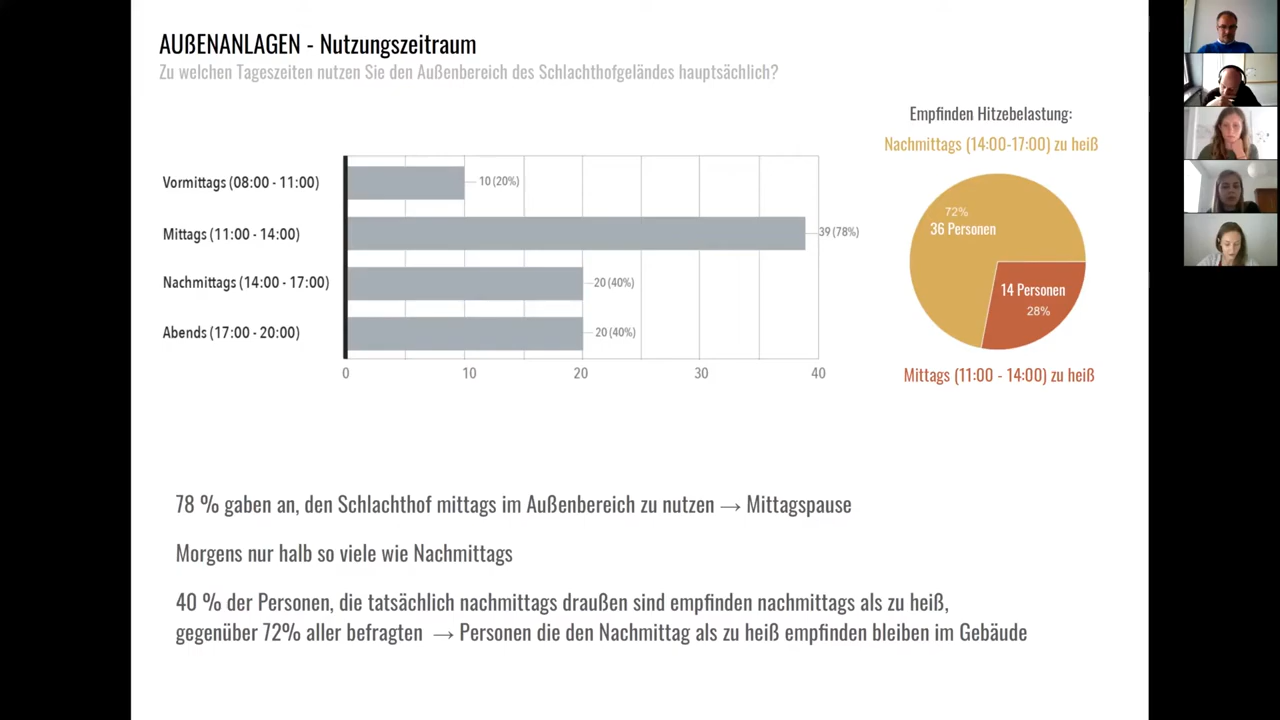 AUßENANLAGEN - Nutzungszeitraum
Zu welchen Tageszeiten nutzen Sie den Außenbereich des Schlachthofgeländes hauptsächlich?
Vormittags (08:00 - 11:00)
10 (20%)
Mittags (11:00 - 14:00)
39 (78%)
Nachmittags (14:00 - 17:00)
20 (40%)
Abends (17:00 - 20:00)
20 (40%)
0
10
20
30
40
Empfinden Hitzebelastung:
Nachmittags (14:00-17:00) zu heiß
72%
36 Personen
14 Personen
28%
Mittags (11:00 - 14:00) zu heiß
78 % gaben an, den Schlachthof mittags im Außenbereich zu nutzen → Mittagspause
Morgens nur halb so viele wie Nachmittags
40 % der Personen, die tatsächlich nachmittags draußen sind empfinden nachmittags als zu heiß,
gegenüber 72% aller befragten → Personen die den Nachmittag als zu heiß empfinden bleiben im Gebäude